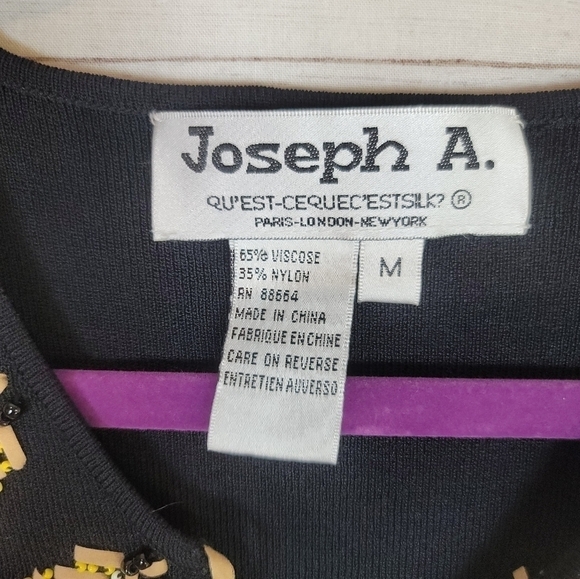 Joseph A.
QU'EST-CEQUEC'ESTSILK? ®
PARIS-LONDON-NEWYORK
65% VISCOSE
35% NYLON
RN 88664
MADE IN CHINA
FABRIQUE EN CHINE
CARE ON REVERSE
ENTRETIEN AUVERSO
M